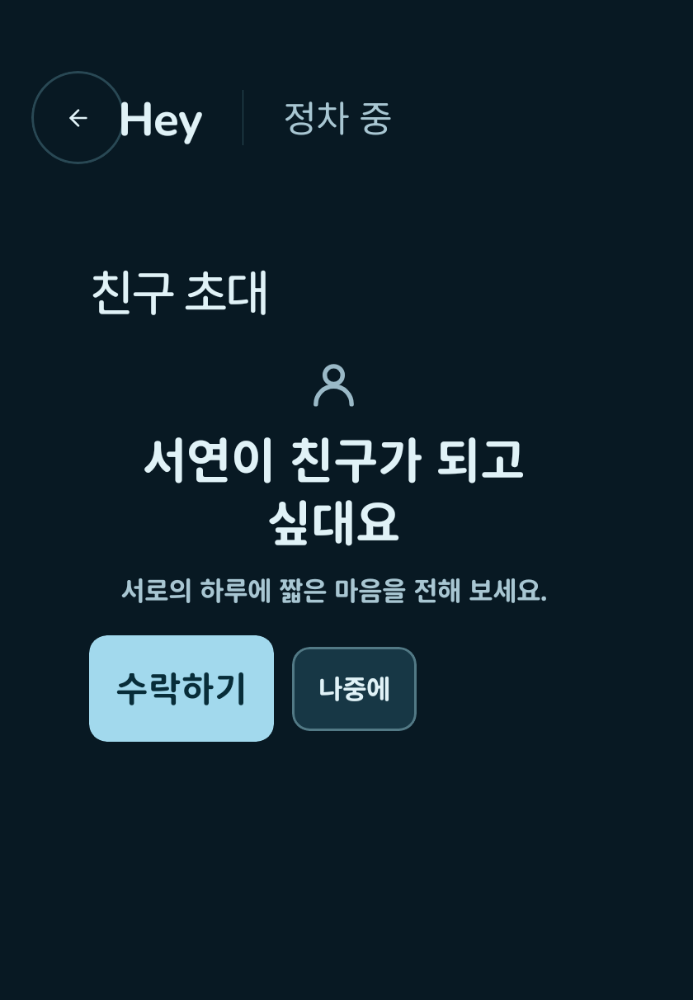 Hey 정차 중
친구 초대
서연이 친구가 되고
싶대요
서로의 하루에 짧은 마음을 전해 보세요.
수락하기 나중에